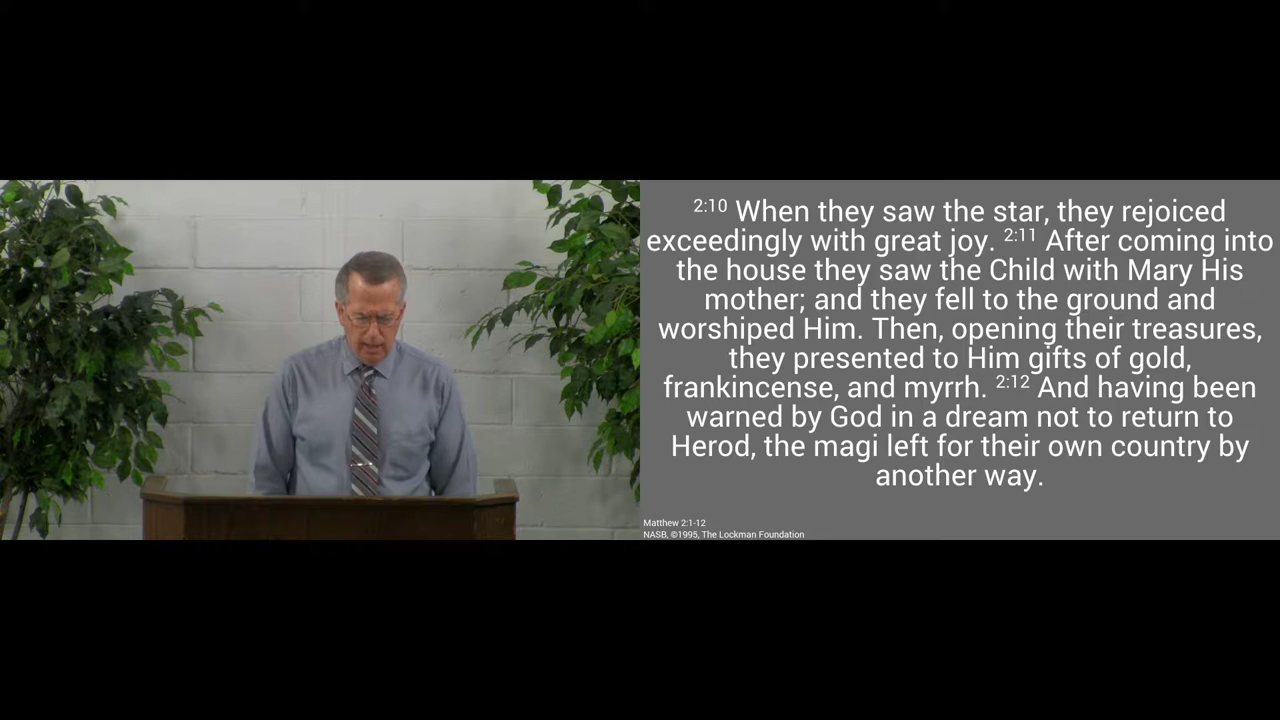 2:10 When they saw the star, they rejoiced
exceedingly with great joy. 2:11 After coming into
the house they saw the Child with Mary His
mother; and they fell to the ground and
worshiped Him. Then, opening their treasures,
they presented to Him gifts of gold,
frankincense, and myrrh. 2:12 And having been
warned by God in a dream not to return to
Herod, the magi left for their own country by
another way.
Matthew 2:1-12
NASB, ©1995, The Lockman Foundation